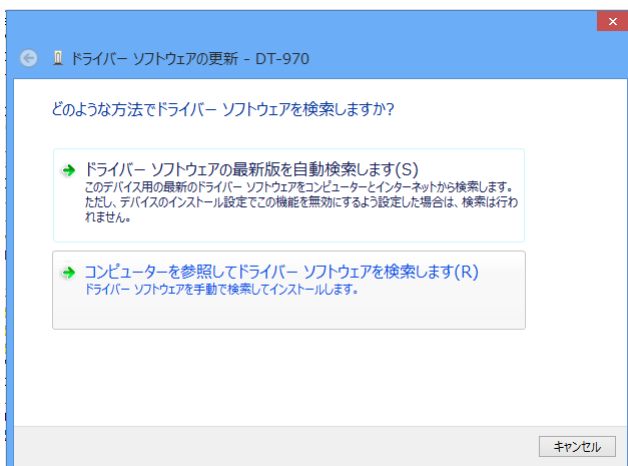 ドライバー ソフトウェアの更新 - DT-970
どのような方法でドライバー ソフトウェアを検索しますか?
ドライバー ソフトウェアの最新版を自動検索します(S)
このデバイス用の最新のドライバー ソフトウェアをコンピューターとインターネットから検索します。
ただし、デバイスのインストール設定でこの機能を無効にするよう設定した場合は、検索は行わ
れません。
コンピューターを参照してドライバー ソフトウェアを検索します(R)
ドライバー ソフトウェアを手動で検索してインストールします。
キャンセル